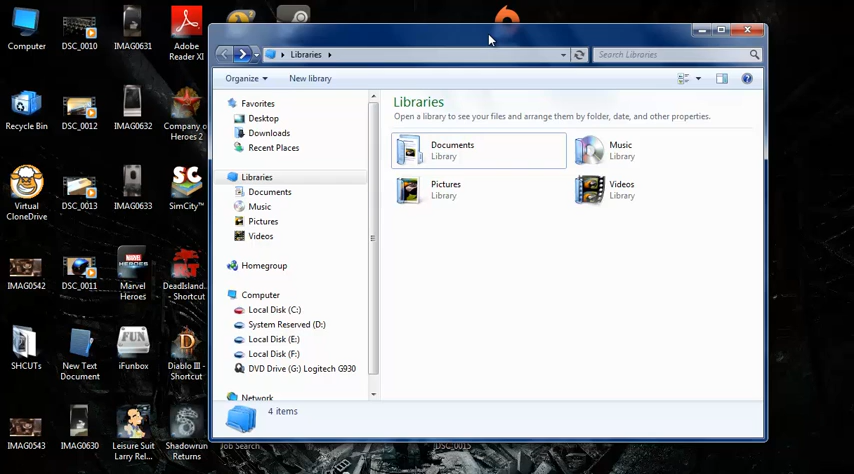 Computer
DSC_0010
IMAG0631
Adobe
Reader XI
Recycle Bin
DSC_0012
IMAG0632
Company of
Heroes 2
Virtual
CloneDrive
DSC_0013
IMAG0633
SimCity™
IMAG0542
DSC_0011
Marvel
Heroes
DeadIsland...
- Shortcut
SHCUTs
New Text
Document
iFunbox
Diablo III -
Shortcut
IMAG0543
IMAG0630
Leisure Suit
Larry Rel...
Shadowrun
Returns
Job Search
DSC_0015
Libraries
Search Libraries
Organize
New library
Favorites
Desktop
Downloads
Recent Places
Libraries
Documents
Music
Pictures
Videos
Homegroup
Computer
Local Disk (C:)
System Reserved (D:)
Local Disk (E:)
Local Disk (F:)
DVD Drive (G:) Logitech G930
Network
Libraries
Open a library to see your files and arrange them by folder, date, and other properties.
Documents
Library
Music
Library
Pictures
Library
Videos
Library
4 items